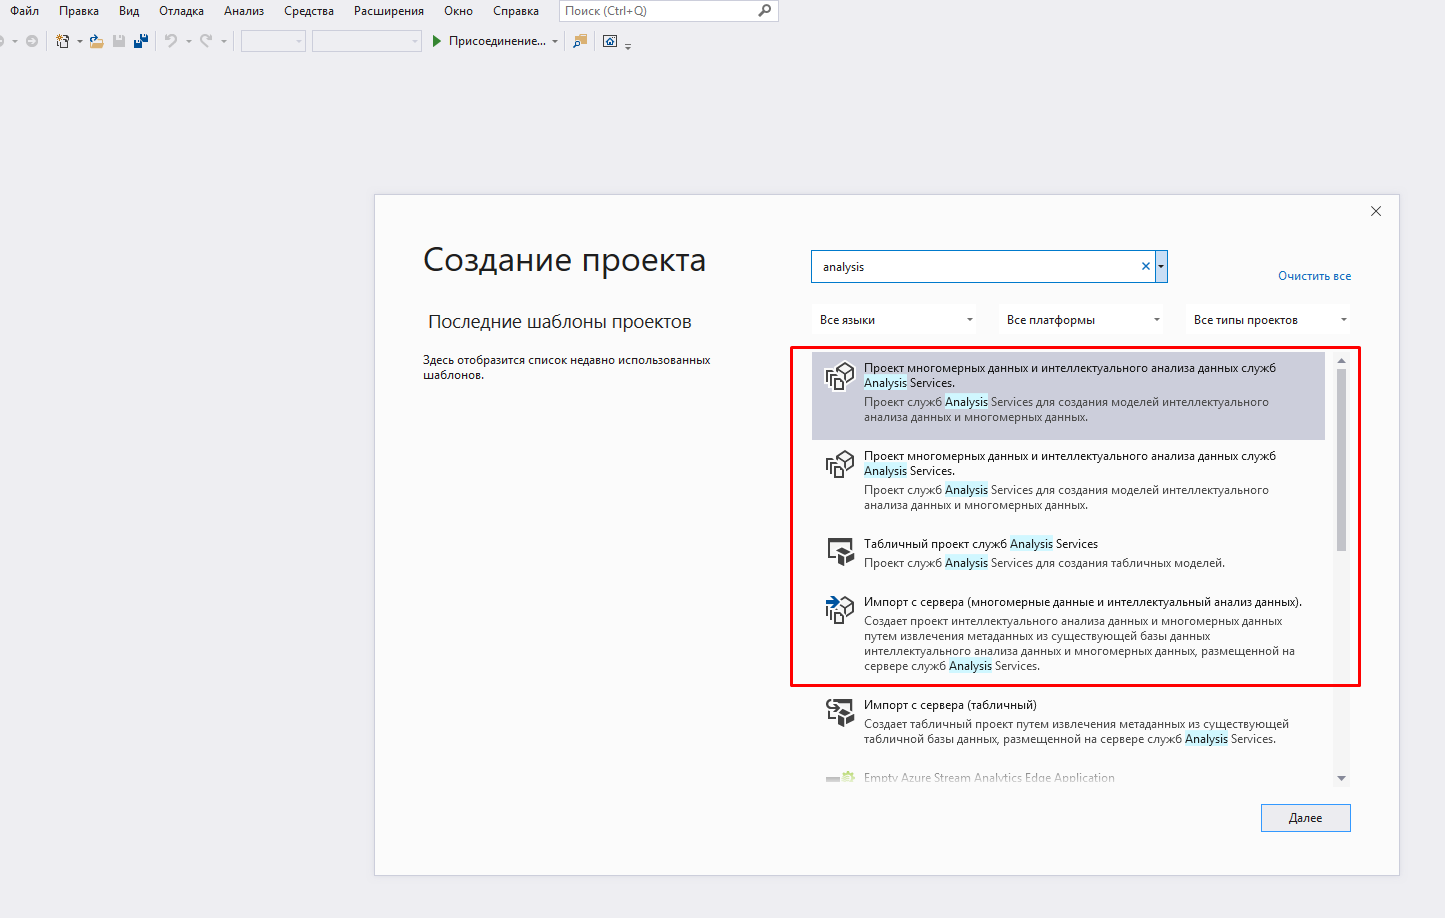 Файл Правка Вид Отладка Анализ Средства Расширения Окно Справка Поиск (Ctrl+Q)
Присоединение...
Создание проекта
analysis
Очистить все
Последние шаблоны проектов
Все языки Все платформы Все типы проектов
Здесь отобразится список недавно использованных
шаблонов.
Проект многомерных данных и интеллектуального анализа данных служб
Analysis Services.
Проект служб Analysis Services для создания моделей интеллектуального
анализа данных и многомерных данных.
Проект многомерных данных и интеллектуального анализа данных служб
Analysis Services.
Проект служб Analysis Services для создания моделей интеллектуального
анализа данных и многомерных данных.
Табличный проект служб Analysis Services
Проект служб Analysis Services для создания табличных моделей.
Импорт с сервера (многомерные данные и интеллектуальный анализ данных).
Создает проект интеллектуального анализа данных и многомерных данных
путем извлечения метаданных из существующей базы данных
интеллектуального анализа данных и многомерных данных, размещенной на
сервере служб Analysis Services.
Импорт с сервера (табличный)
Создает табличный проект путем извлечения метаданных из существующей
табличной базы данных, размещенной на сервере служб Analysis Services.
Empty Azure Stream Analytics Edge Application
Далее